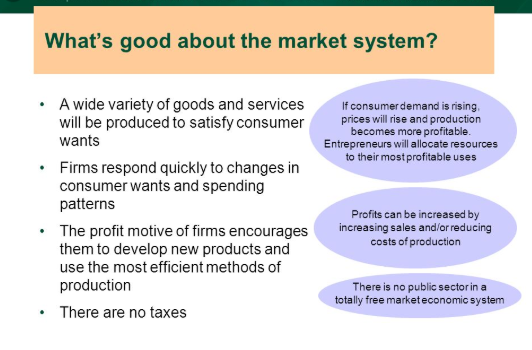 What's good about the market system?
• A wide variety of goods and services
will be produced to satisfy consumer
wants
• Firms respond quickly to changes in
consumer wants and spending
patterns
• The profit motive of firms encourages
them to develop new products and
use the most efficient methods of
production
• There are no taxes
If consumer demand is rising,
prices will rise and production
becomes more profitable.
Entrepreneurs will allocate resources
to their most profitable uses
Profits can be increased by
increasing sales and/or reducing
costs of production
There is no public sector in a
totally free market economic system